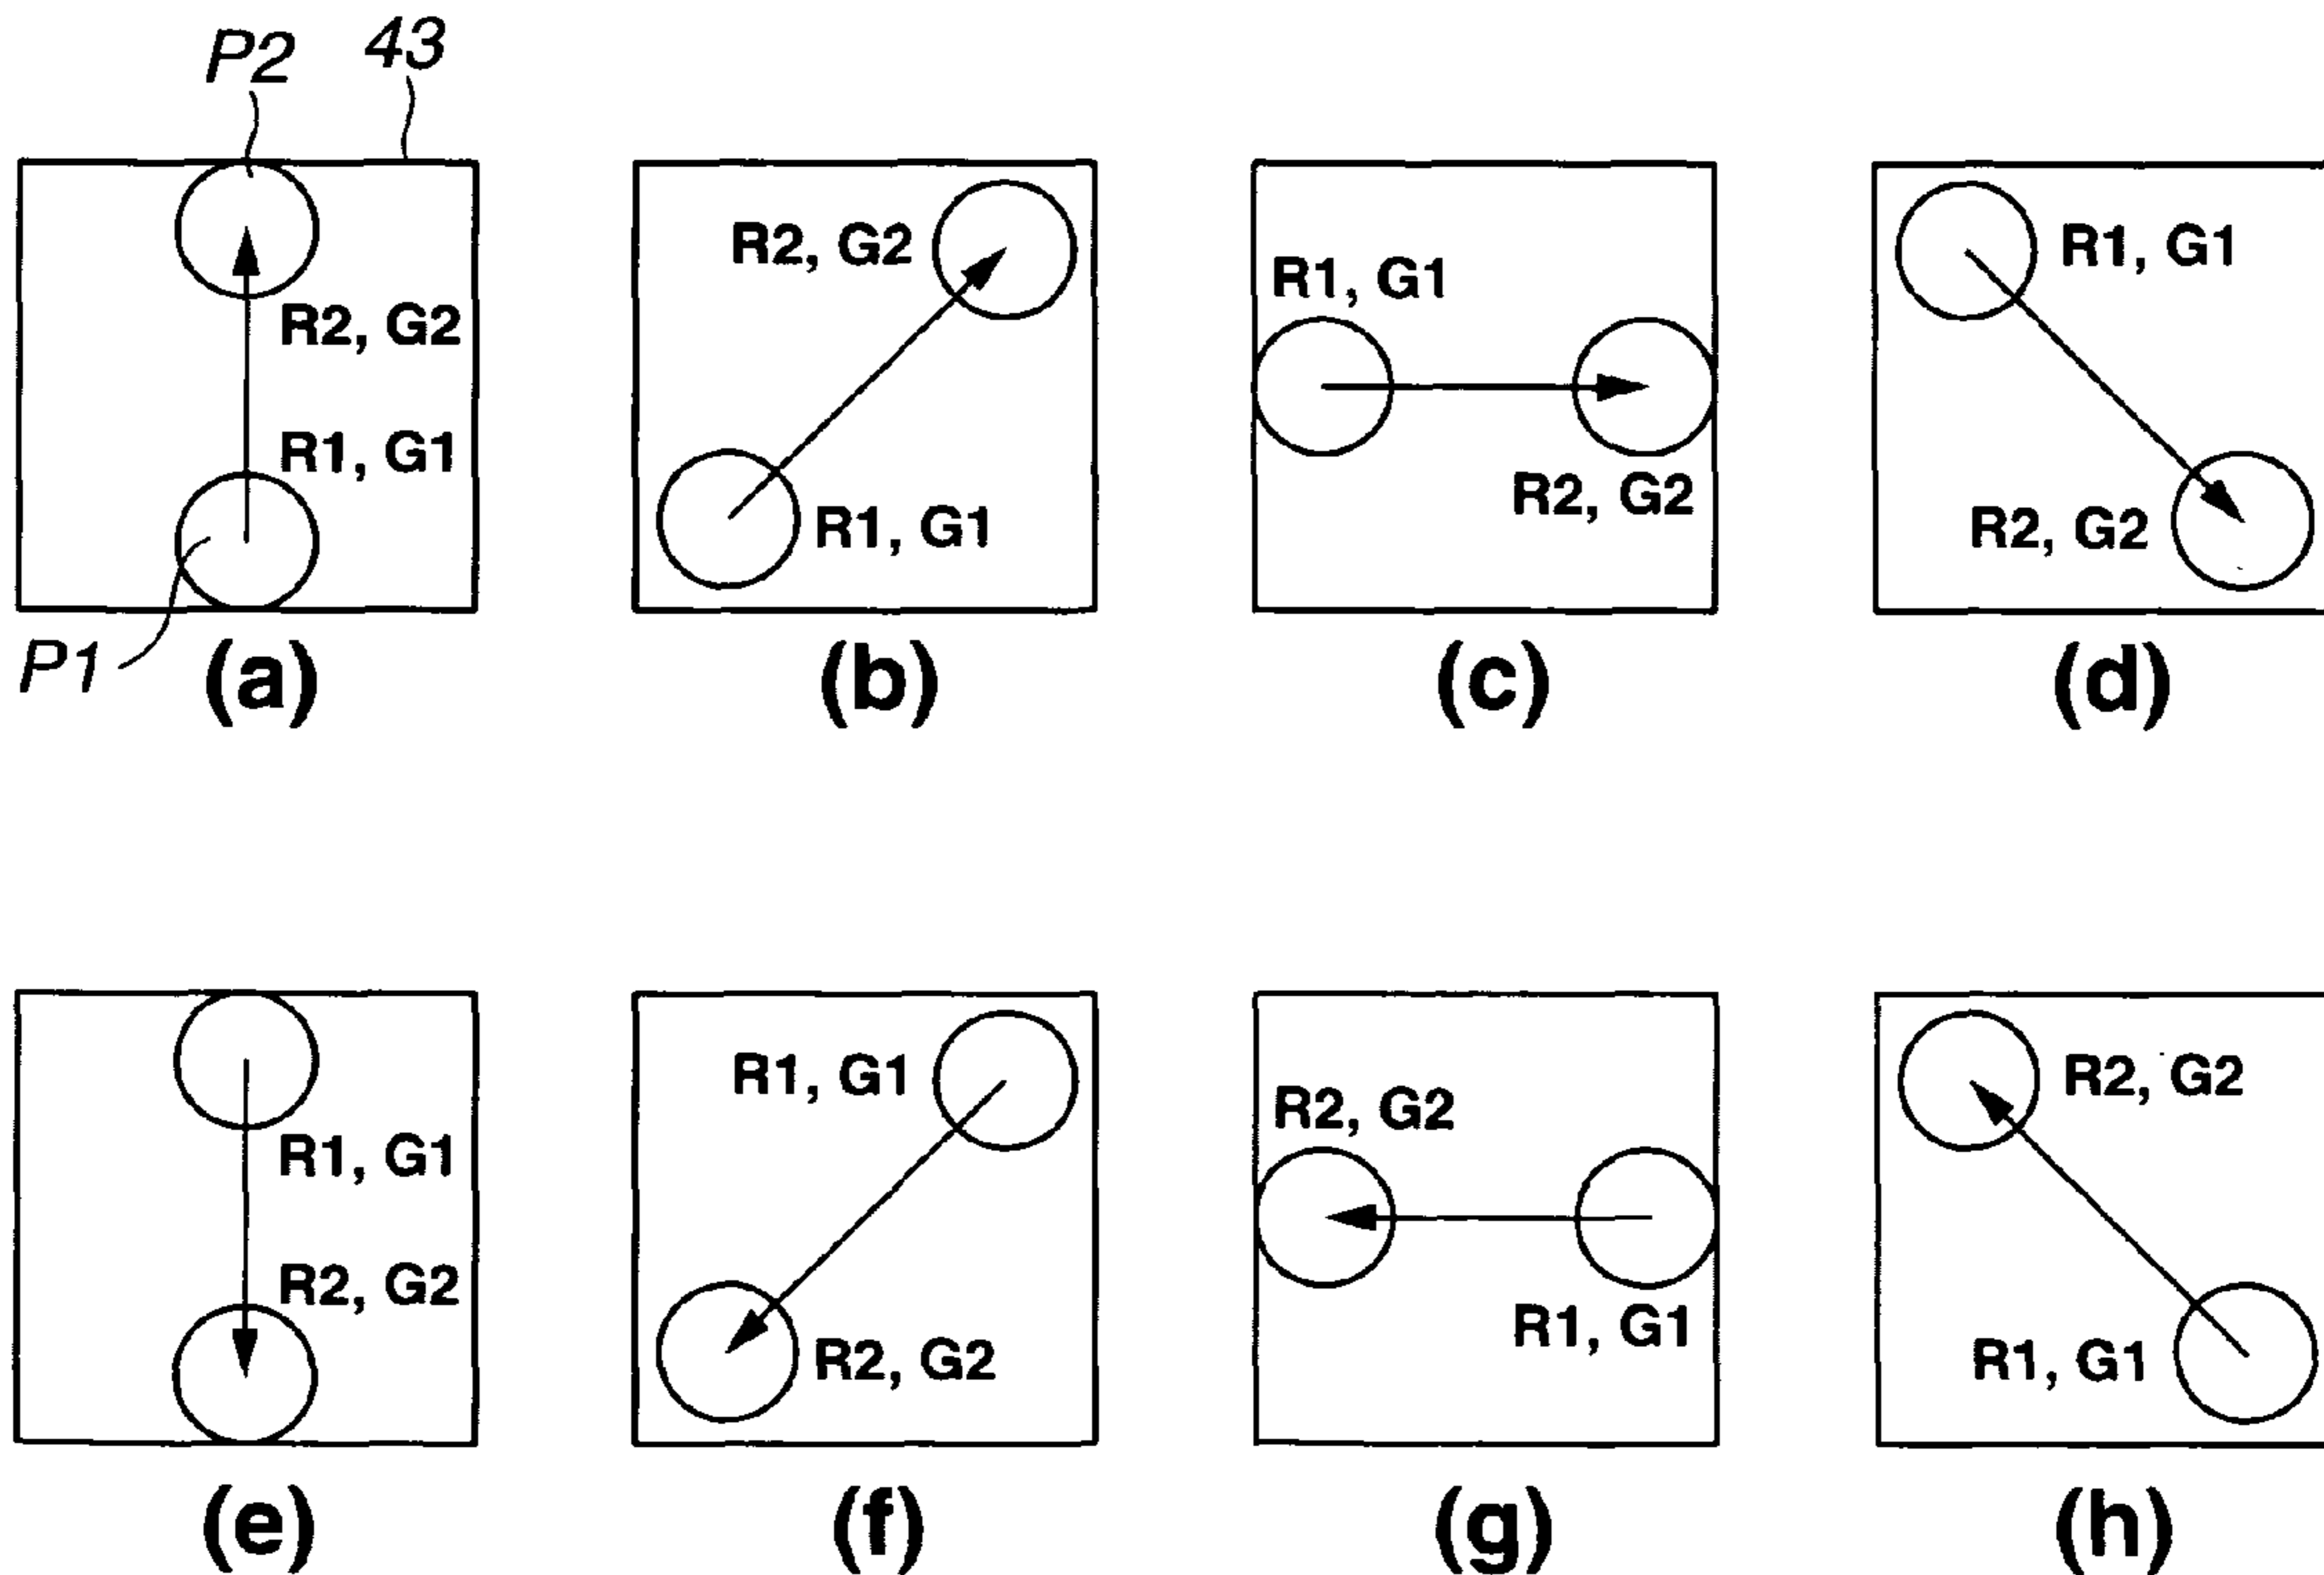 P2 43
R2, G2
R1, G1
P1
(a)
R2, G2
R1, G1
(b)
R1, G1
R2, G2
(c)
R1, G1
R2, G2
(d)
R1, G1
R2, G2
(e)
R1, G1
R2, G2
(f)
R2, G2
R1, G1
(g)
R2, G2
R1, G1
(h)